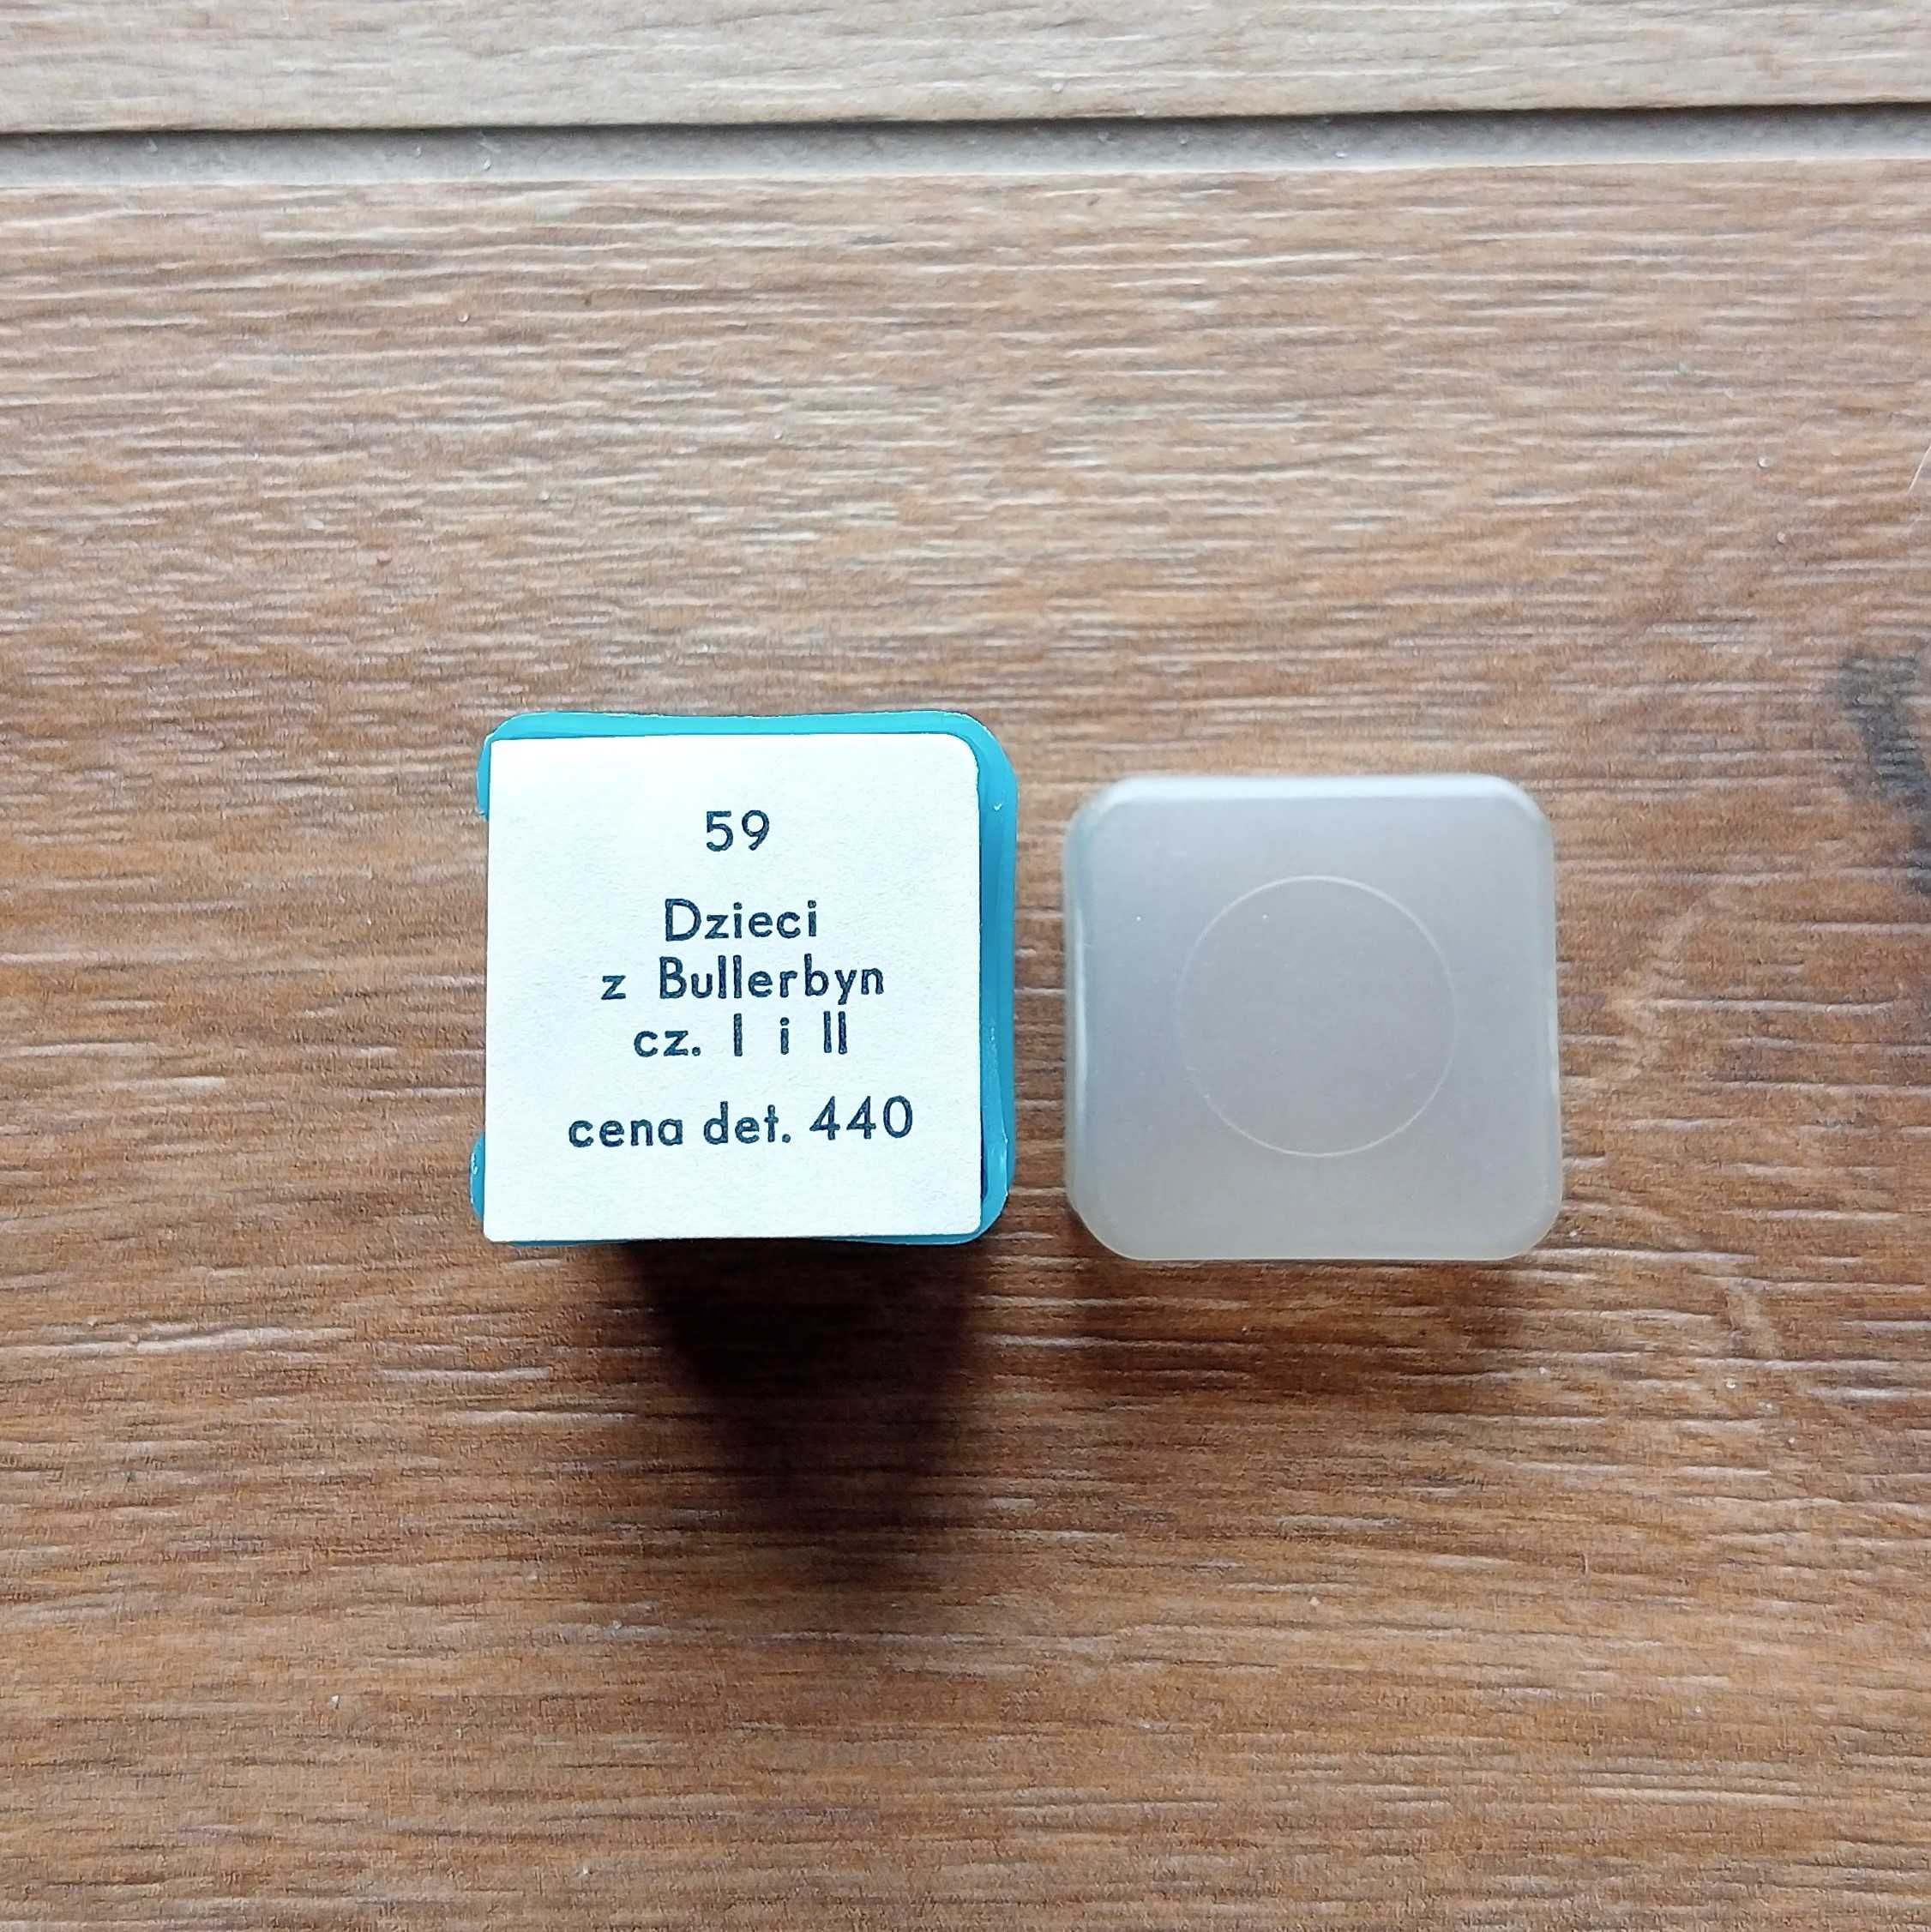 59
Dzieci
z Bullerbyn
cz. I i II
cena det. 440